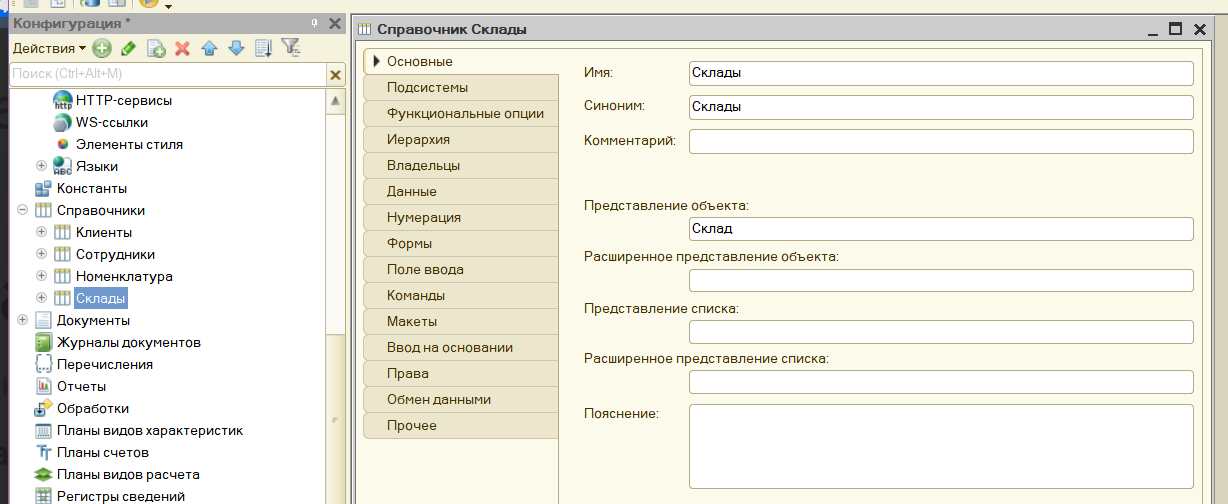 Конфигурация *
Действия
Поиск (Ctrl+Alt+M)
HTTP-сервисы
WS-ссылки
Элементы стиля
Языки
Константы
Справочники
Клиенты
Сотрудники
Номенклатура
Склады
Документы
Журналы документов
Перечисления
Отчеты
Обработки
Планы видов характеристик
Планы счетов
Планы видов расчета
Регистры сведений
Справочник Склады
Основные
Подсистемы
Функциональные опции
Иерархия
Владельцы
Данные
Нумерация
Формы
Поле ввода
Команды
Макеты
Ввод на основании
Права
Обмен данными
Прочее
Имя: Склады
Синоним: Склады
Комментарий:
Представление объекта:
Склад
Расширенное представление объекта:
Представление списка:
Расширенное представление списка:
Пояснение: